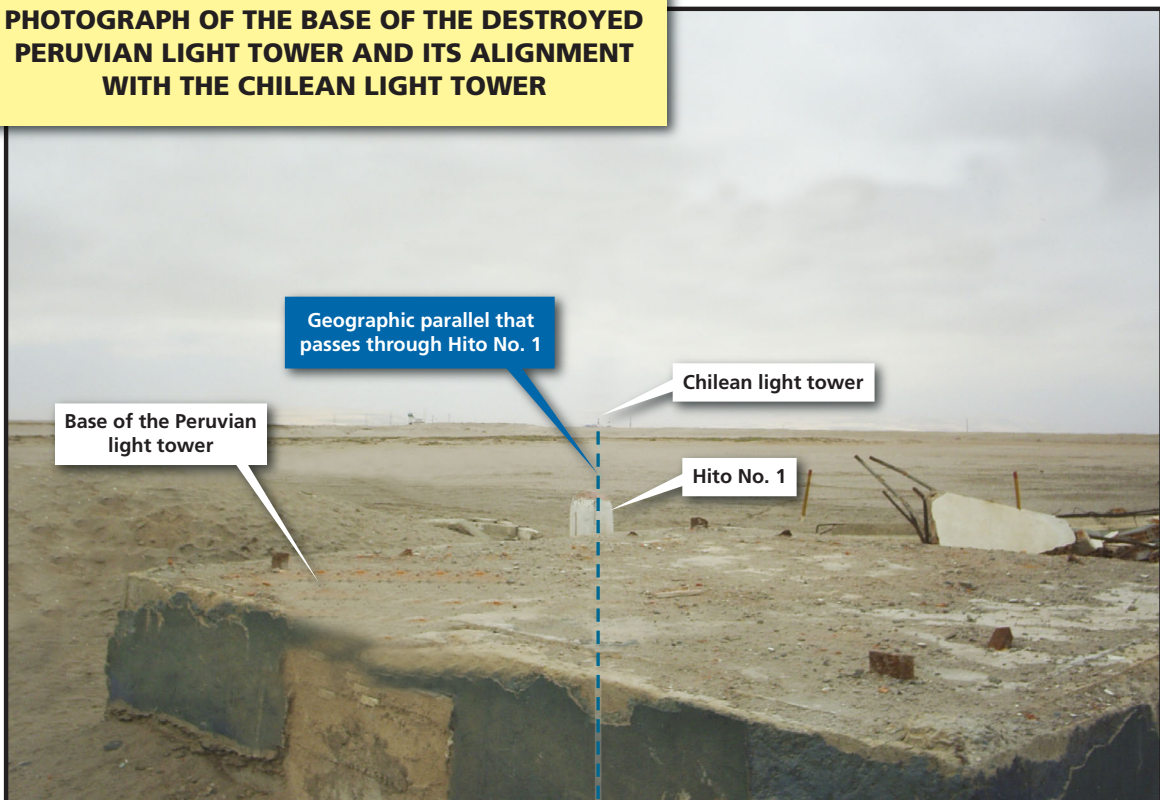 PHOTOGRAPH OF THE BASE OF THE DESTROYED
PERUVIAN LIGHT TOWER AND ITS ALIGNMENT
WITH THE CHILEAN LIGHT TOWER
Geographic parallel that
passes through Hito No. 1
Chilean light tower
Base of the Peruvian
light tower
Hito No. 1